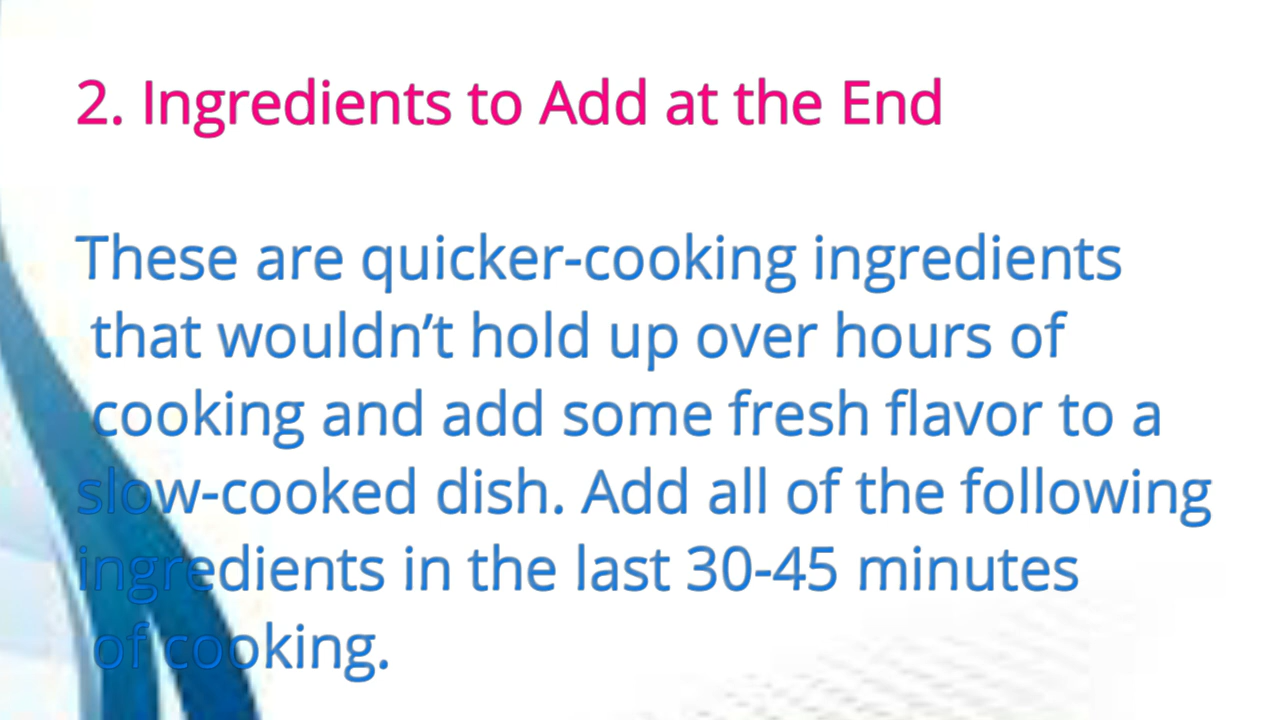 2. Ingredients to Add at the End
These are quicker-cooking ingredients
that wouldn’t hold up over hours of
cooking and add some fresh flavor to a
slow-cooked dish. Add all of the following
ingredients in the last 30-45 minutes
of cooking.